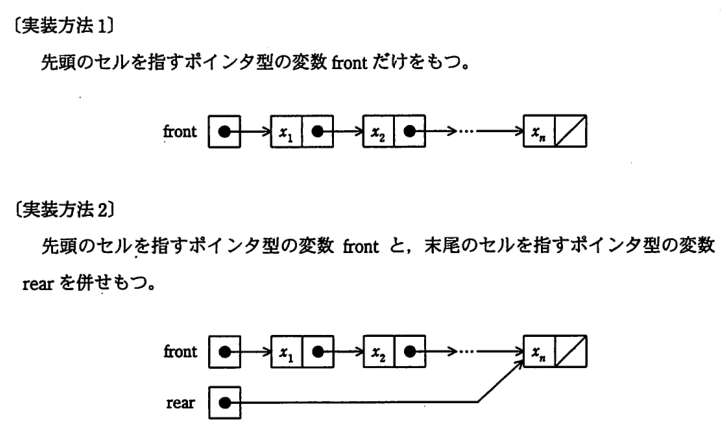 〔実装方法1〕
先頭のセルを指すポインタ型の変数 front だけをもつ。
front x1 x2 … xn
〔実装方法2〕
先頭のセルを指すポインタ型の変数 front と，末尾のセルを指すポインタ型の変数
rear を併せもつ。
front x1 x2 … xn
rear